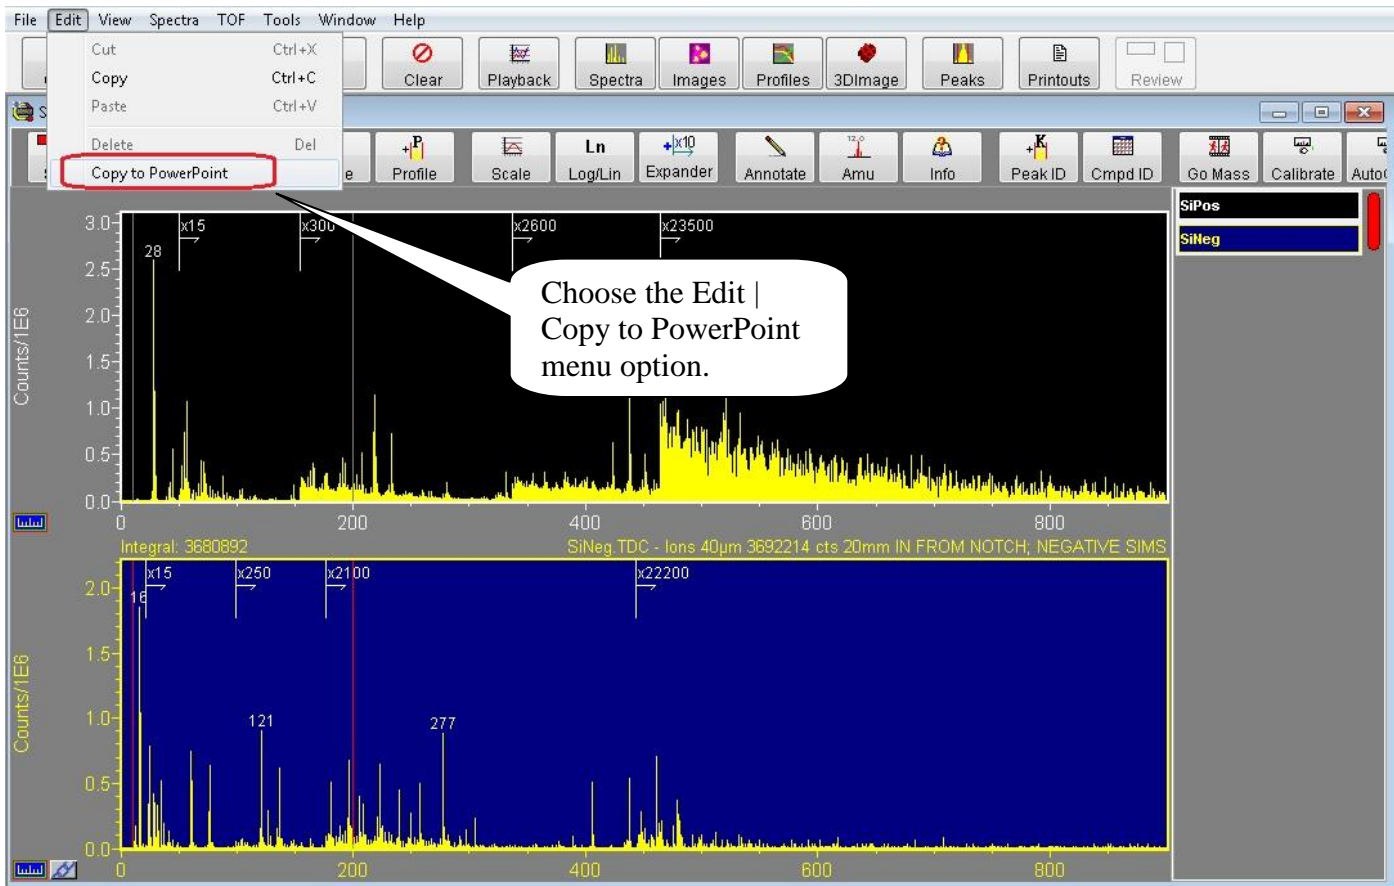 File Edit View Spectra TOF Tools Window Help
Cut Ctrl+X
Copy Ctrl+C
Paste Ctrl+V
Delete Del
Copy to PowerPoint
Clear Playback Spectra Images Profiles 3DImage Peaks Printouts Review
Profile Scale Ln Log/Lin +|x10 Expander Annotate 12.0 Amu Info +K Peak ID Cmpd ID Go Mass Calibrate
SiPos
SiNeg
Choose the Edit |
Copy to PowerPoint
menu option.
Counts/1E6
3.0
2.5
2.0
1.5
1.0
0.5
0.0
28
x15 x300 x2600 x23500
0 200 400 600 800
Integral: 3680892 SiNeg.TDC - Ions 40µm 3692214 cts 20mm IN FROM NOTCH; NEGATIVE SIMS
Counts/1E6
2.0
1.5
1.0
0.5
0.0
x15 x250 x2100 x22200
16
121
277
0 200 400 600 800